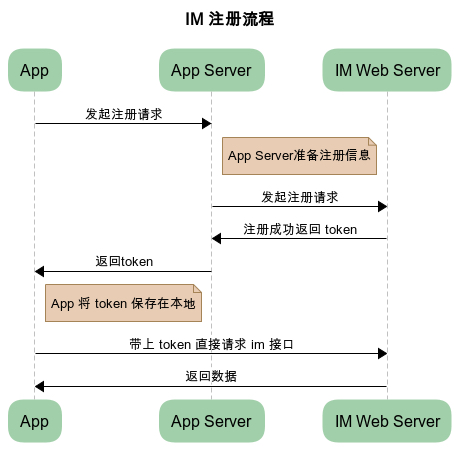 IM 注册流程
App App Server IM Web Server
发起注册请求
App Server准备注册信息
发起注册请求
注册成功返回 token
返回token
App 将 token 保存在本地
带上 token 直接请求 im 接口
返回数据
App App Server IM Web Server